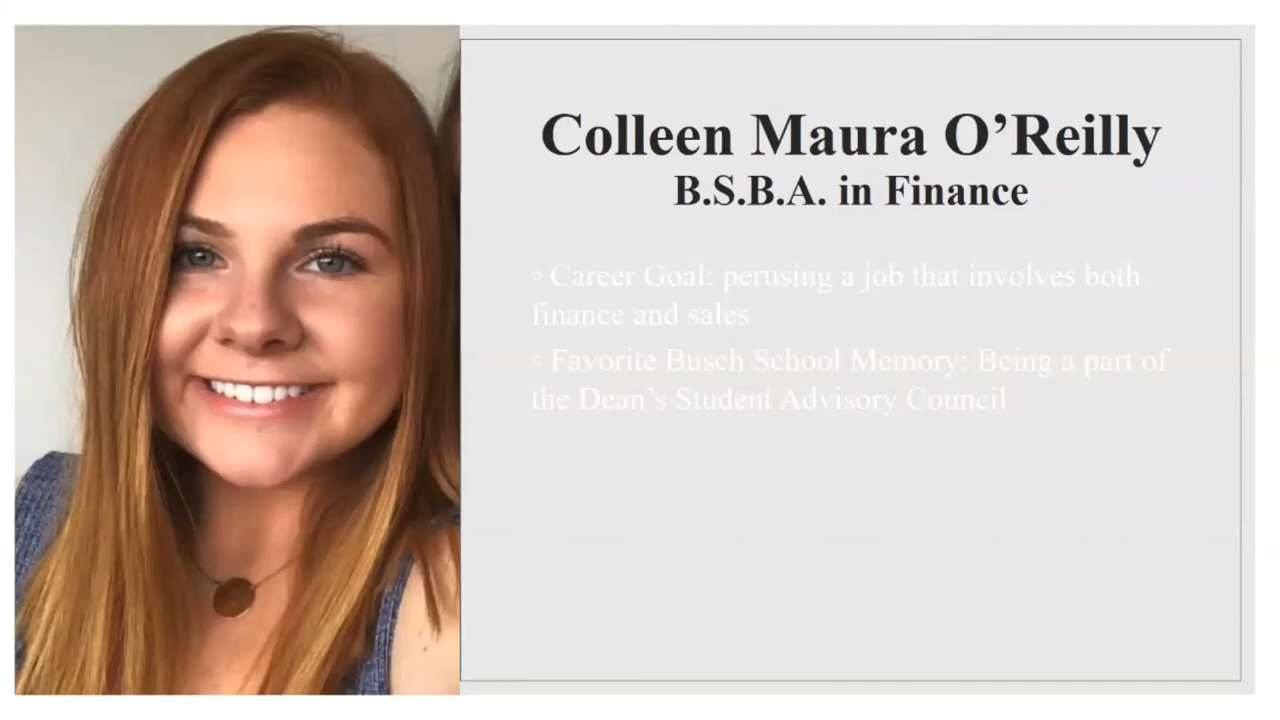 Colleen Maura O’Reilly
B.S.B.A. in Finance
◦ Career Goal: perusing a job that involves both
finance and sales
◦ Favorite Busch School Memory: Being a part of
the Dean’s Student Advisory Council